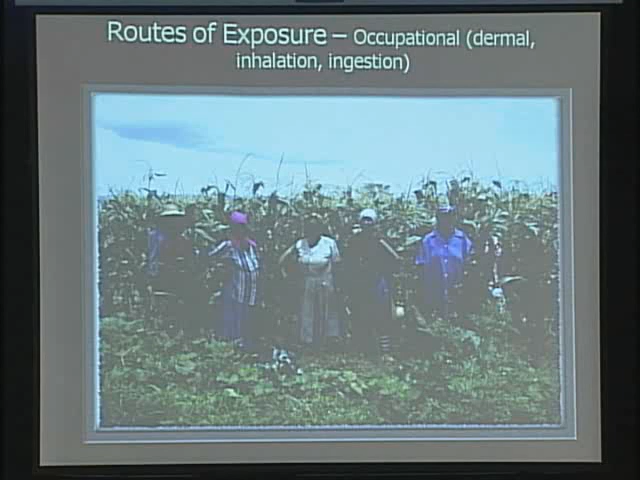 Routes of Exposure – Occupational (dermal,
inhalation, ingestion)